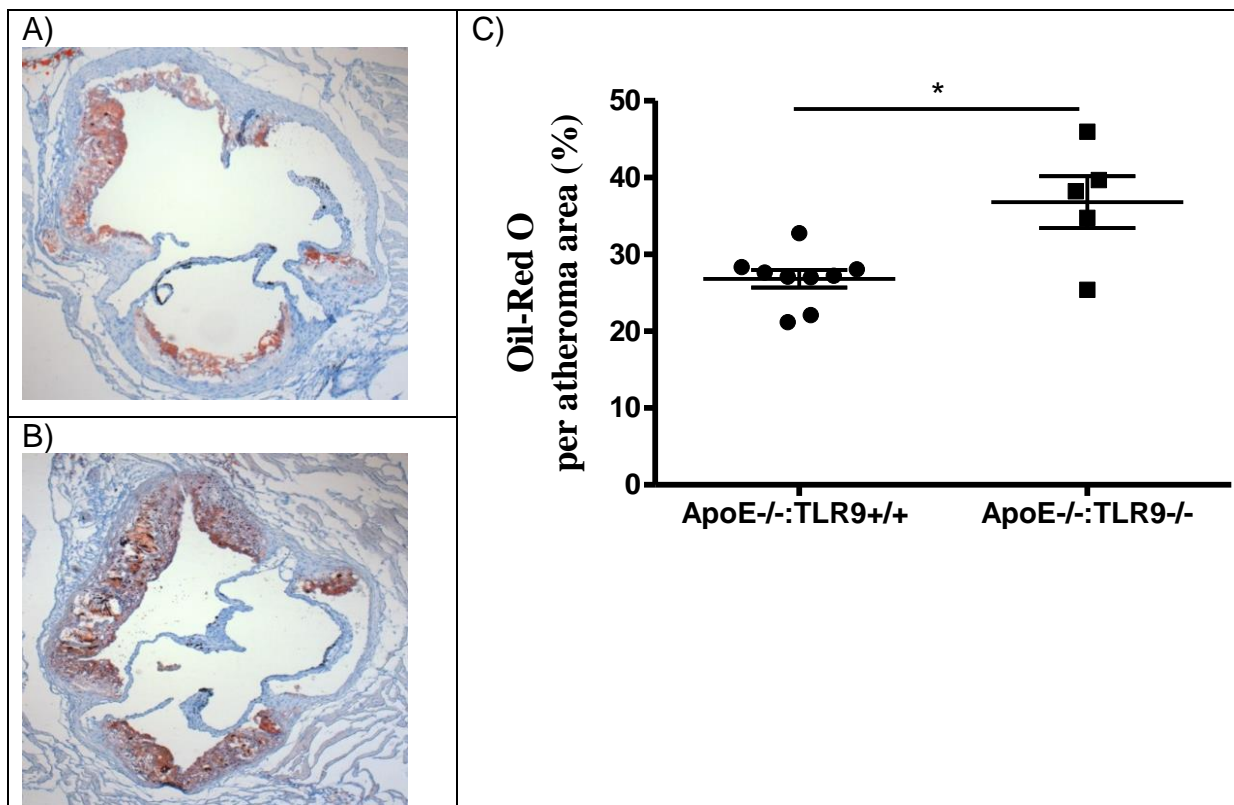 A)
B)
C)
*
Oil-Red O
per atheroma area (%)
50
40
30
20
10
0
ApoE-/-:TLR9+/+
ApoE-/-:TLR9-/-